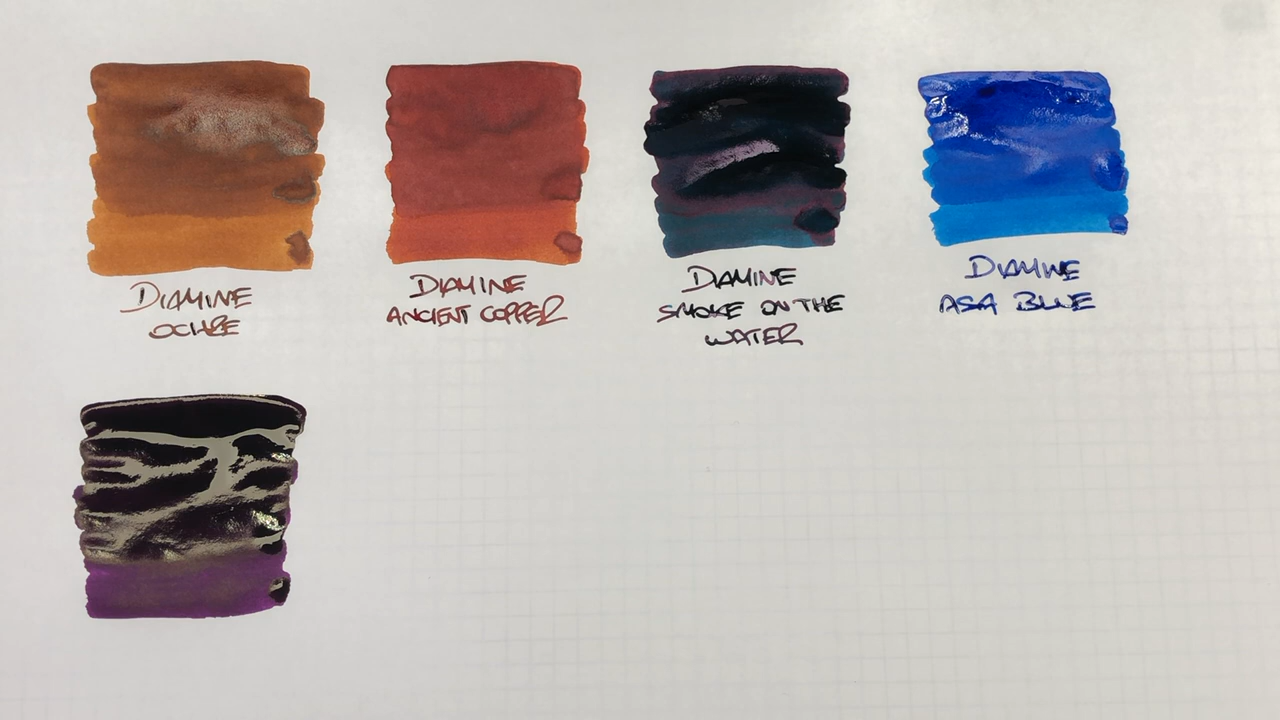 DIAMINE
OCHRE
DIAMINE
ANCIENT COPPER
DIAMINE
SMOKE ON THE
WATER
DIAMINE
ASA BLUE